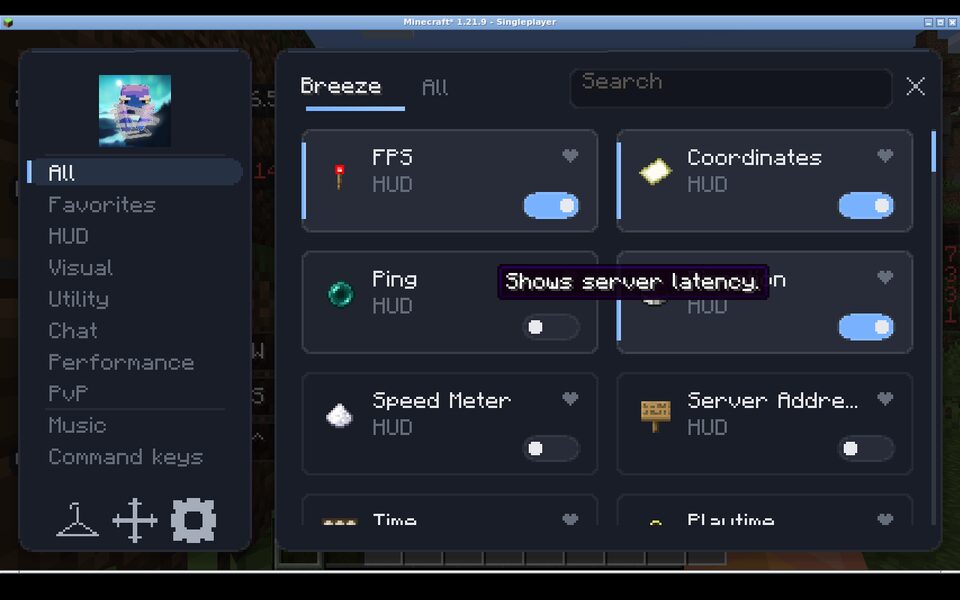 Minecraft* 1.21.9 - Singleplayer
Breeze
All
Search
All
Favorites
HUD
Visual
Utility
Chat
Performance
PvP
Music
Command keys
FPS
HUD
Coordinates
HUD
Ping
HUD
Shows server latency.
HUD
Speed Meter
HUD
Server Addre...
HUD
Time
Playtime